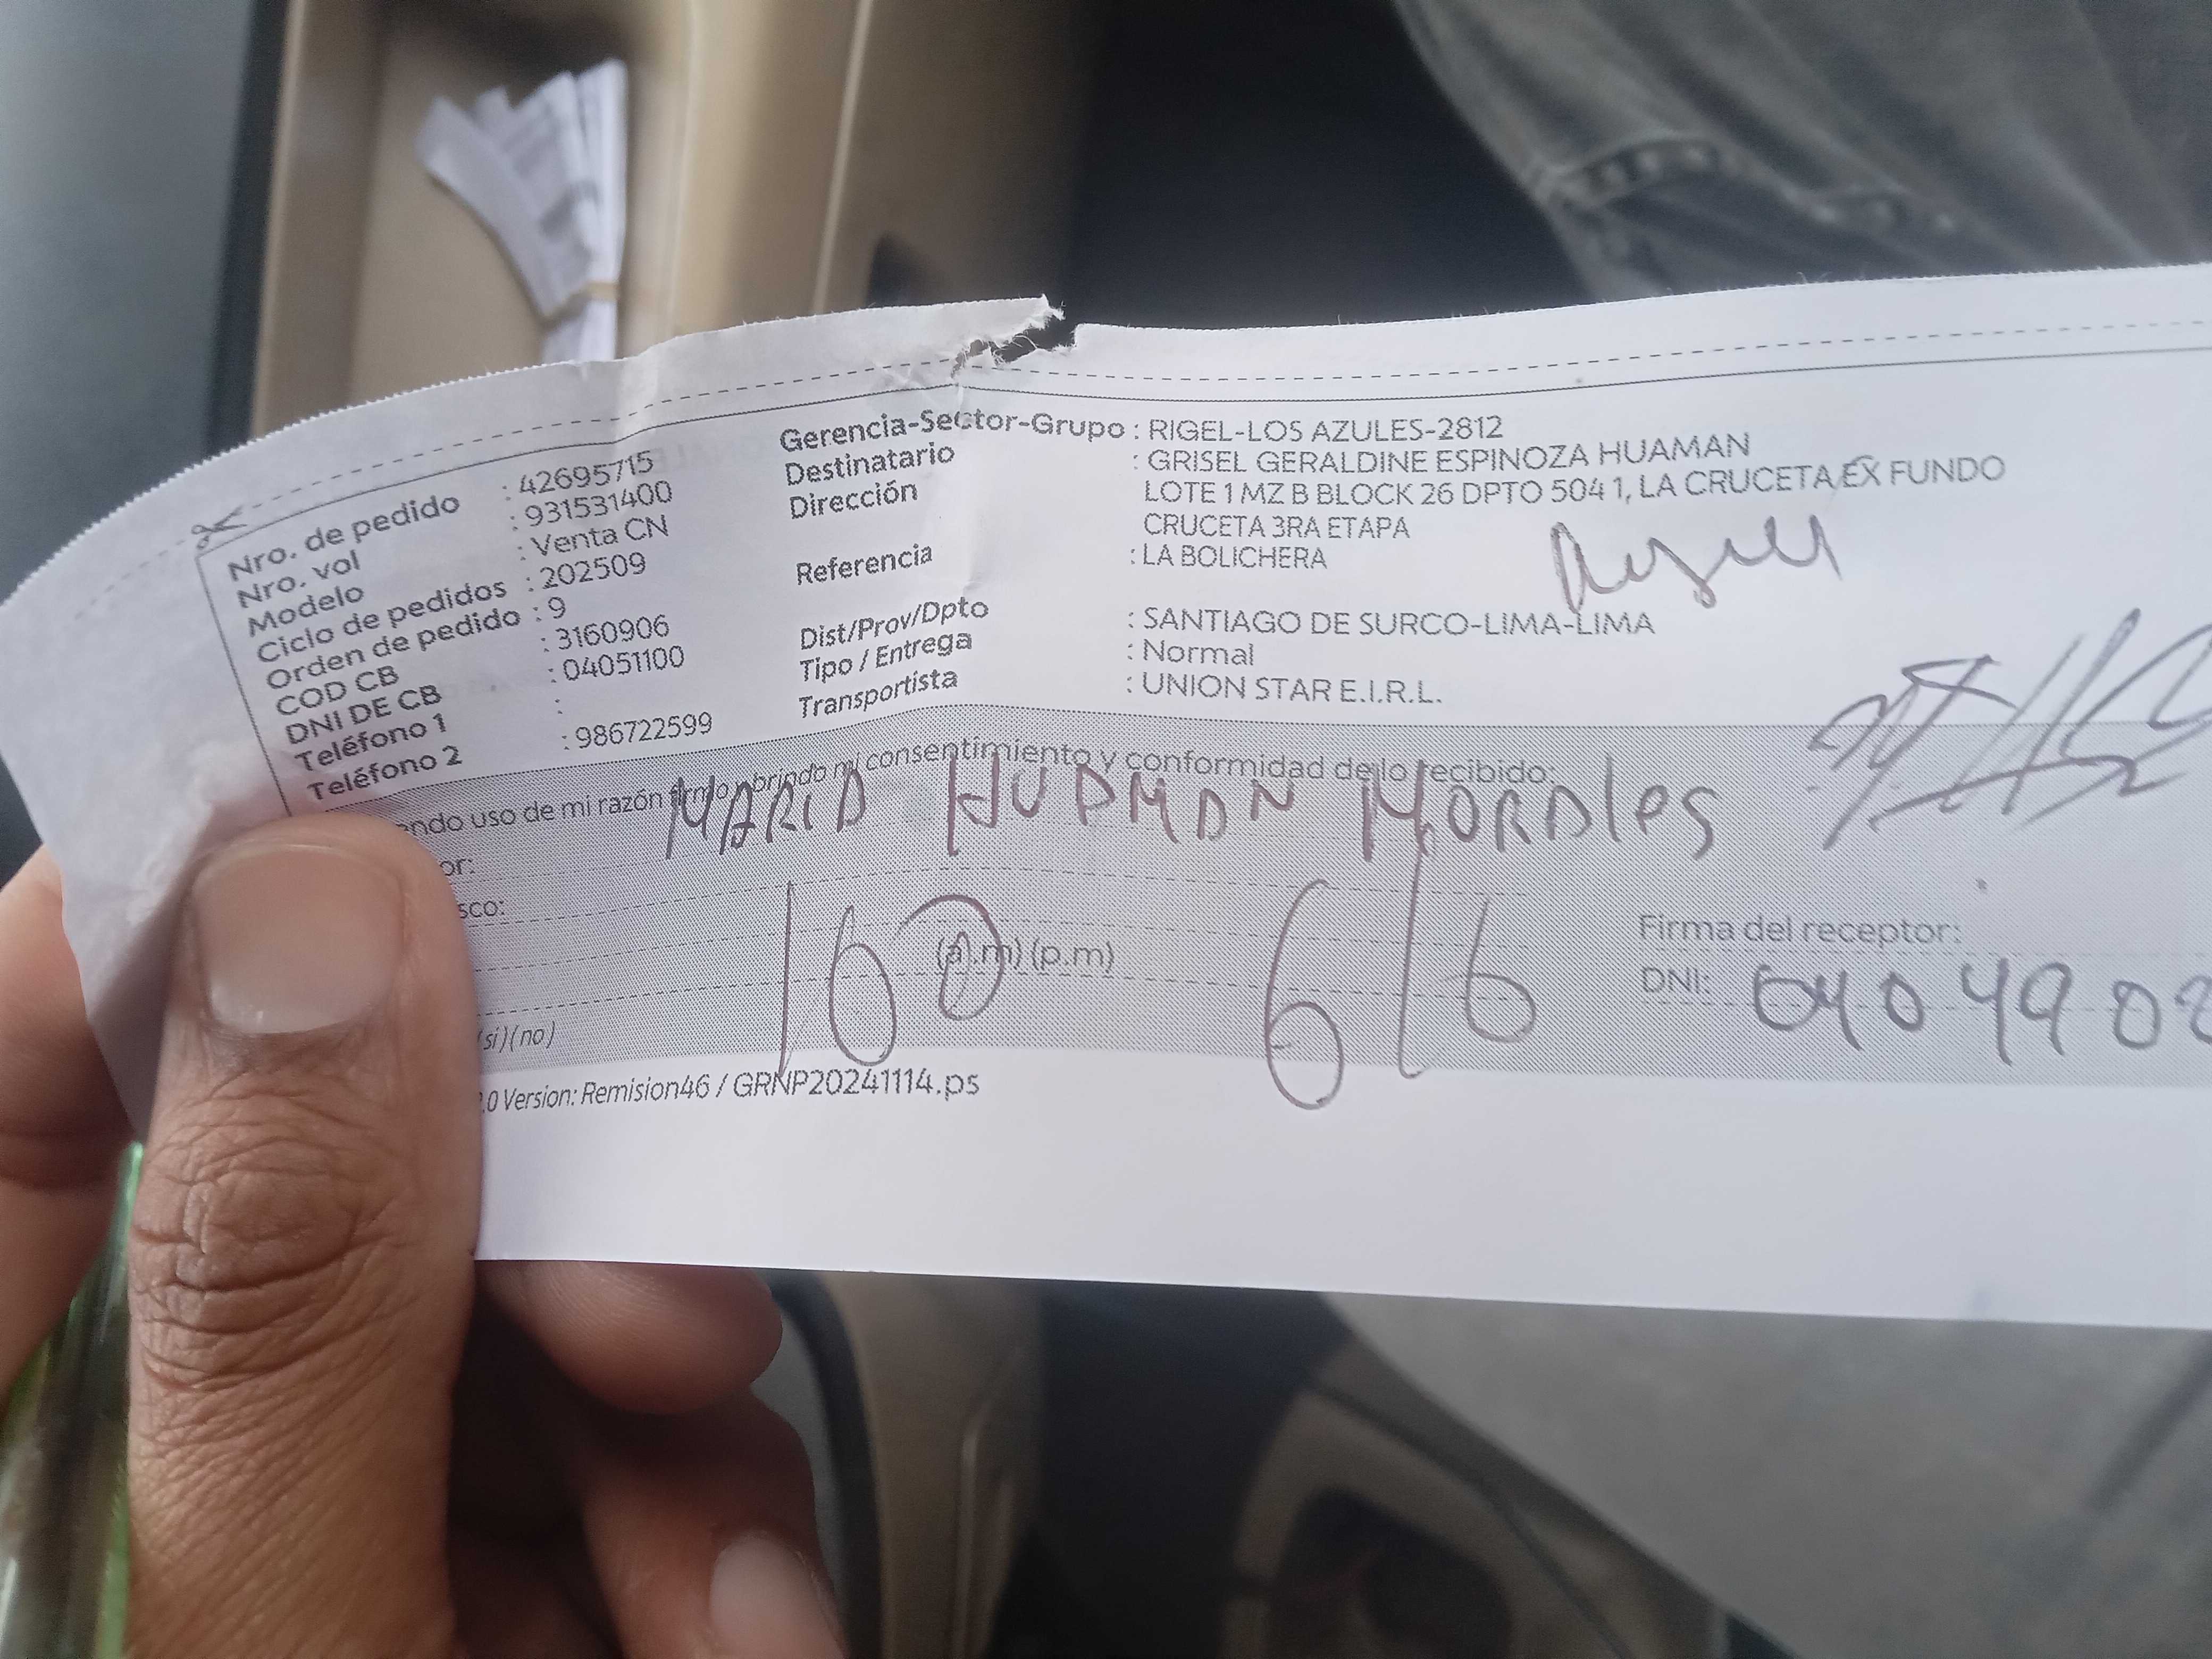 Nro. de pedido : 42695715
Nro. vol : 931531400
Modelo : Venta CN
Ciclo de pedidos : 202509
Orden de pedido : 9
COD CB : 3160906
DNI DE CB : 04051100
Teléfono 1 :
Teléfono 2 : 986722599
Gerencia-Sector-Grupo : RIGEL-LOS AZULES-2812
Destinatario : GRISEL GERALDINE ESPINOZA HUAMAN
Dirección LOTE 1 MZ B BLOCK 26 DPTO 504 1, LA CRUCETA EX FUNDO
CRUCETA 3RA ETAPA
Referencia : LA BOLICHERA
Dist/Prov/Dpto : SANTIAGO DE SURCO-LIMA-LIMA
Tipo / Entrega : Normal
Transportista : UNION STAR E.I.R.L.
endo uso de mi razón firmo brindo mi consentimiento y conformidad de lo recibido:
or: MARIA HUAMAN MORALES
sco:
160 (a.m) (p.m) 6/6
Firma del receptor:
DNI: 0404902
(si) (no)
.0 Version: Remision46 / GRNP20241114.ps